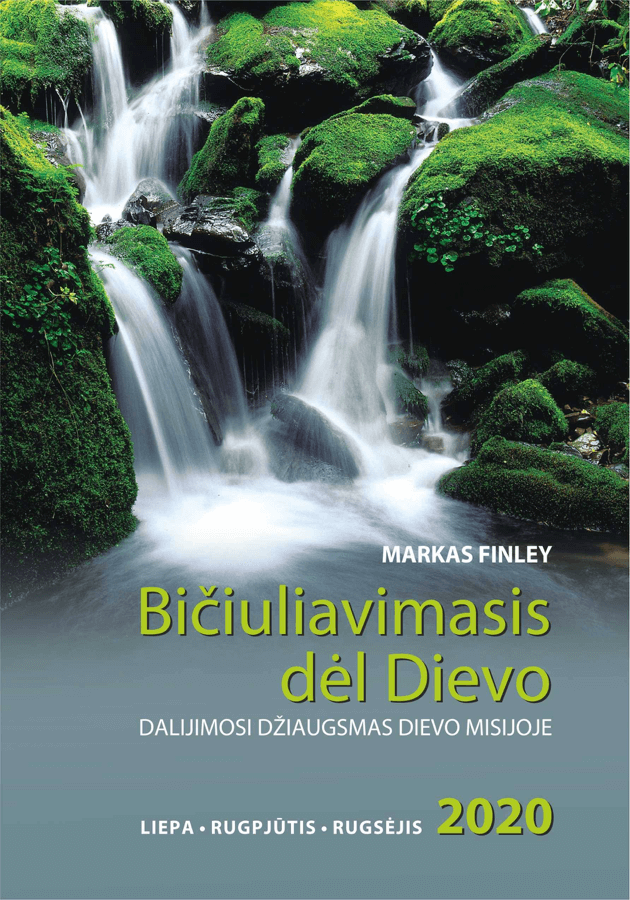 MARKAS FINLEY
Bičiuliavimasis
dėl Dievo
DALIJIMOSI DŽIAUGSMAS DIEVO MISIJOJE
LIEPA • RUGPJŪTIS • RUGSĖJIS 2020